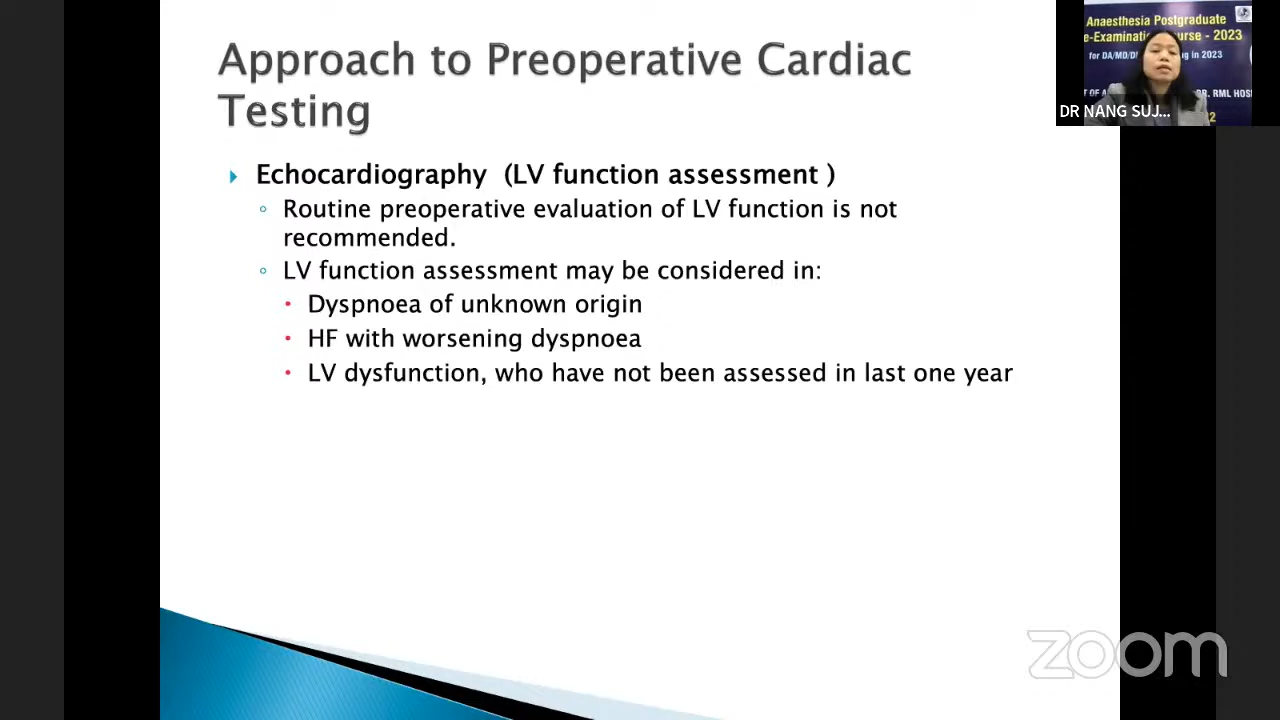 Approach to Preoperative Cardiac
Testing
Echocardiography (LV function assessment )
Routine preoperative evaluation of LV function is not
recommended.
LV function assessment may be considered in:
Dyspnoea of unknown origin
HF with worsening dyspnoea
LV dysfunction, who have not been assessed in last one year
Anaesthesia Postgraduate
e-Examination Course - 2023
for DA/MD/ in 2023
RML HOS
DR NANG SUJ...
zoom